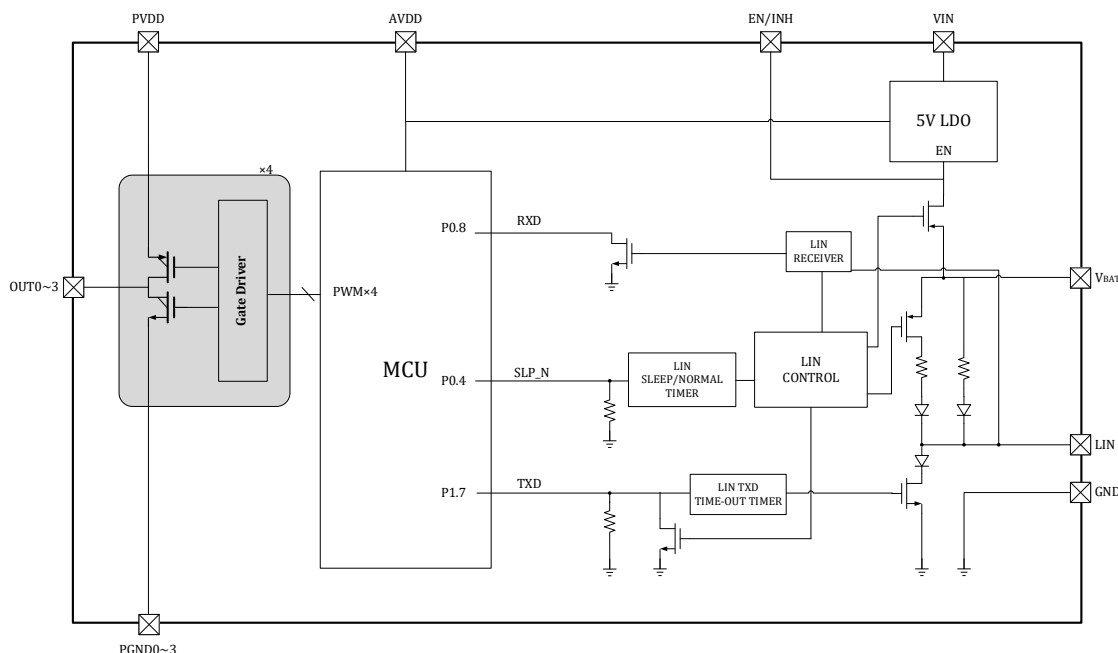 PVDD
AVDD
EN/INH
VIN
5V LDO
EN
×4
Gate Driver
OUT0~3
PWM×4
MCU
P0.8
RXD
LIN
RECEIVER
VBAT
P0.4
SLP_N
LIN
SLEEP/NORMAL
TIMER
LIN
CONTROL
LIN
P1.7
TXD
LIN TXD
TIME-OUT TIMER
GND
PGND0~3